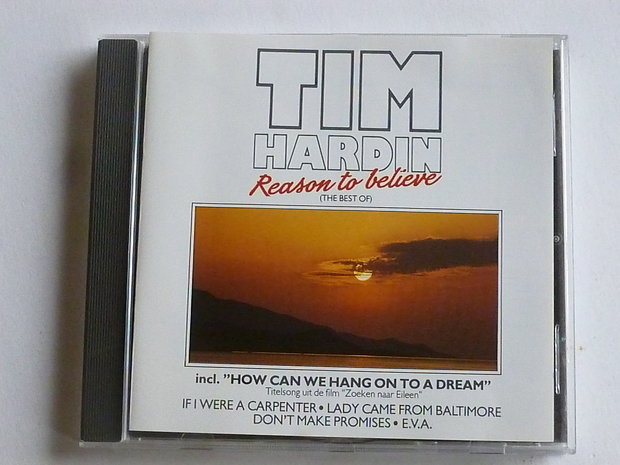 TIM
HARDIN
Reason to believe
(THE BEST OF)
incl. "HOW CAN WE HANG ON TO A DREAM"
Titelsong uit de film "Zoeken naar Eileen"
IF I WERE A CARPENTER • LADY CAME FROM BALTIMORE
DON'T MAKE PROMISES • E.V.A.